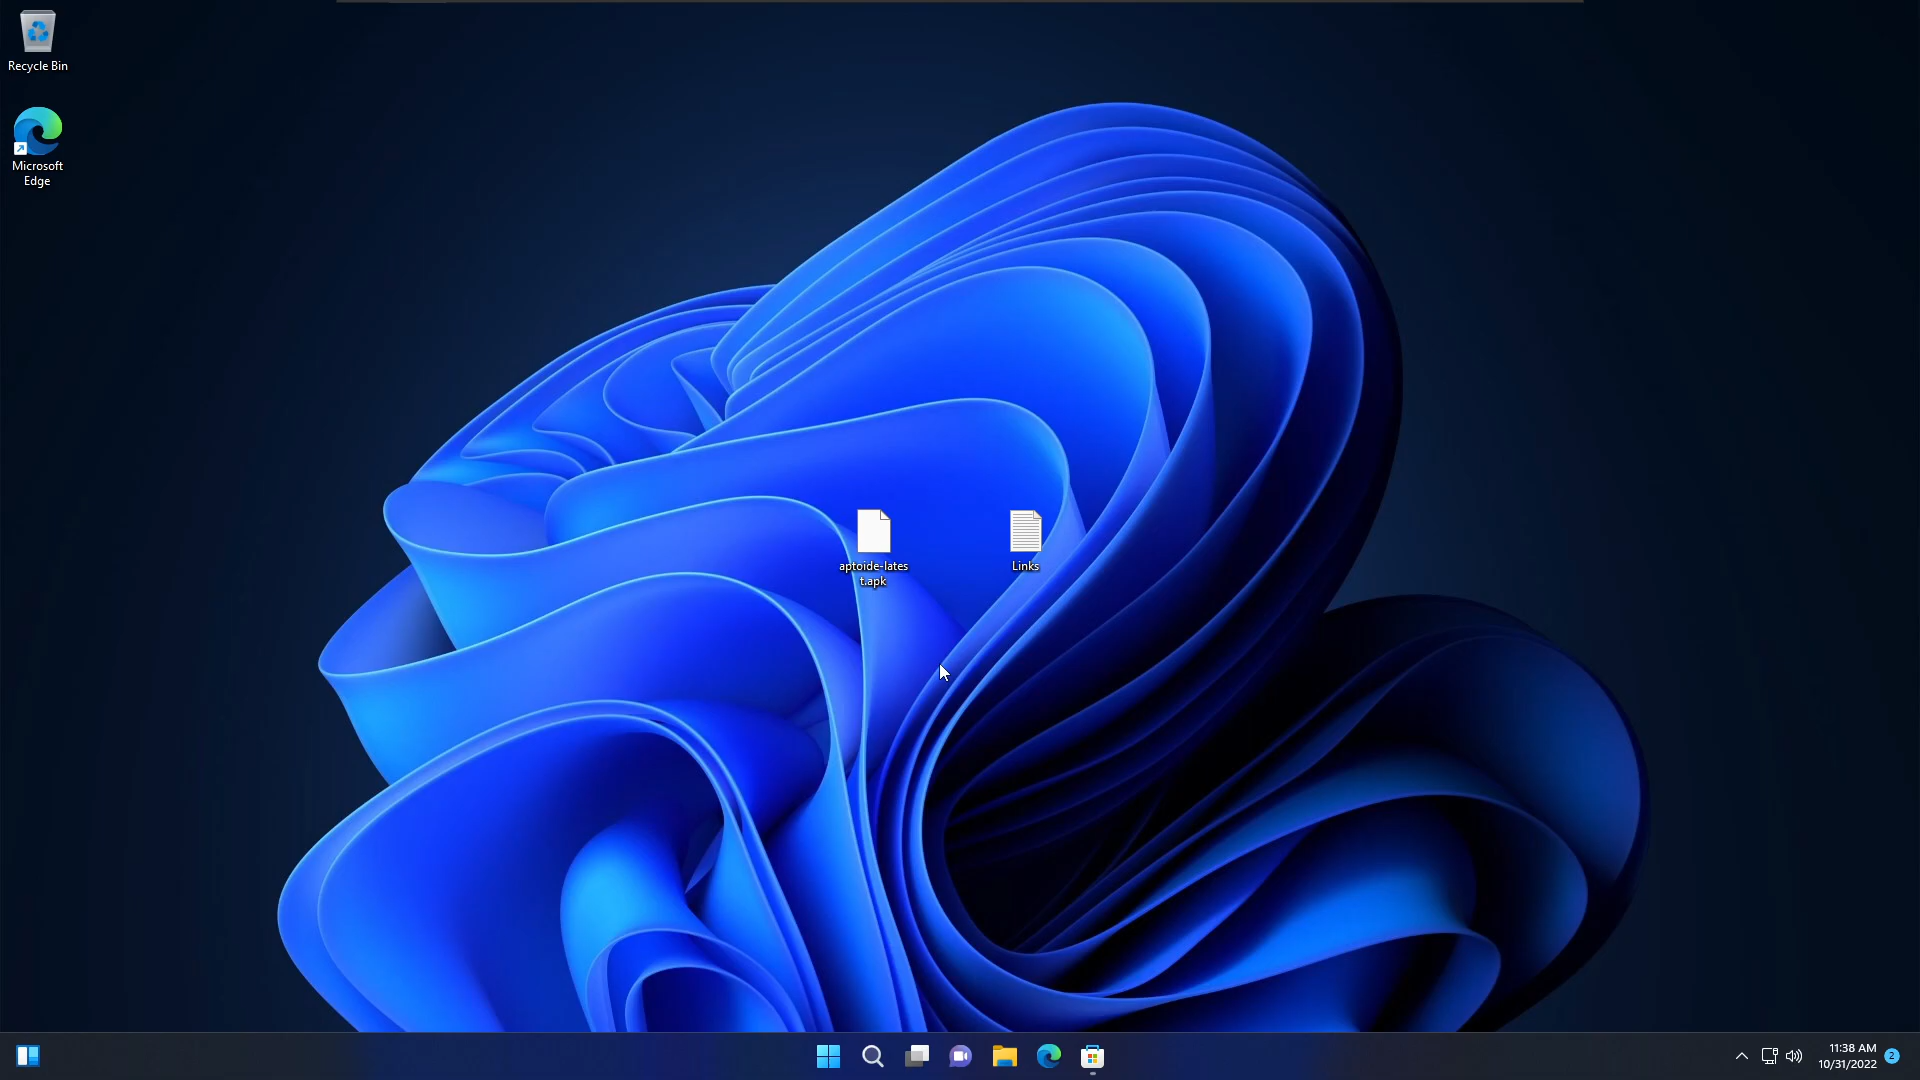 Recycle Bin
Microsoft
Edge
aptoide-lates
t.apk
Links
11:38 AM
10/31/2022
2